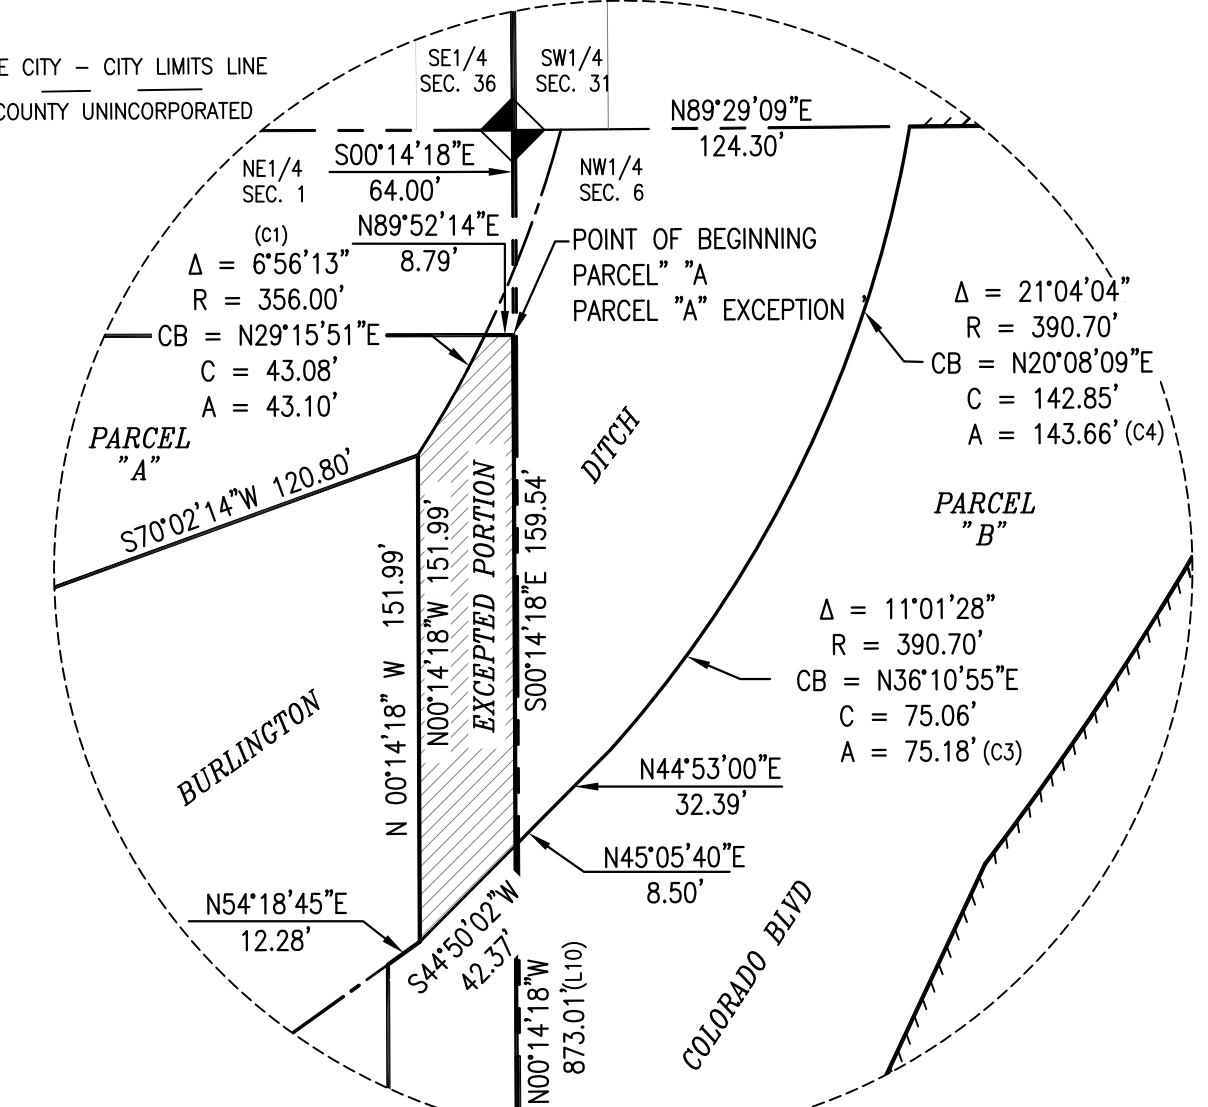 E CITY – CITY LIMITS LINE
COUNTY UNINCORPORATED
SE1/4
SEC. 36
SW1/4
SEC. 31
N89°29'09"E
124.30'
S00°14'18"E
64.00'
NE1/4
SEC. 1
NW1/4
SEC. 6
N89°52'14"E
8.79'
(C1)
Δ = 6°56'13"
R = 356.00'
CB = N29°15'51"E
C = 43.08'
A = 43.10'
POINT OF BEGINNING
PARCEL" "A
PARCEL "A" EXCEPTION '
Δ = 21°04'04"
R = 390.70'
CB = N20°08'09"E
C = 142.85'
A = 143.66' (C4)
PARCEL
"A"
S70°02'14"W 120.80'
DITCH
PARCEL
"B"
N 00°14'18" W 151.99'
N00°14'18"W 151.99'
EXCEPTED PORTION
S00°14'18"E 159.54'
Δ = 11°01'28"
R = 390.70'
CB = N36°10'55"E
C = 75.06'
A = 75.18' (C3)
BURLINGTON
N44°53'00"E
32.39'
N45°05'40"E
8.50'
N54°18'45"E
12.28'
S44°50'02"W
42.37'
N00°14'18"W
873.01'(L10)
COLORADO BLVD